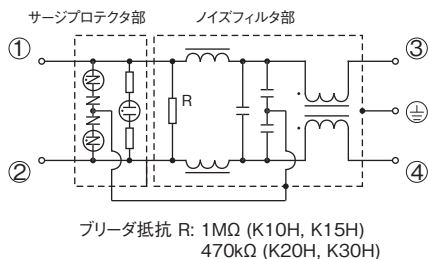 サージプロテクタ部
ノイズフィルタ部
①
③
R
②
④
ブリーダ抵抗 R: 1MΩ (K10H, K15H)
470kΩ (K20H, K30H)